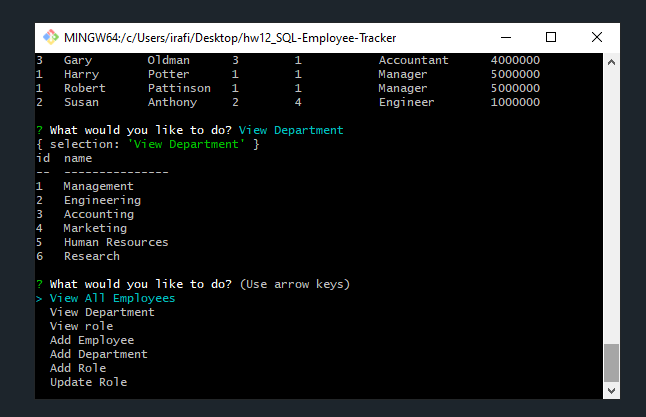 MINGW64:/c/Users/irafi/Desktop/hw12_SQL-Employee-Tracker
3 Gary Oldman 3 1 Accountant 4000000
1 Harry Potter 1 1 Manager 5000000
1 Robert Pattinson 1 1 Manager 5000000
2 Susan Anthony 2 4 Engineer 1000000
? What would you like to do? View Department
{ selection: 'View Department' }
id name
-- ---------------
1 Management
2 Engineering
3 Accounting
4 Marketing
5 Human Resources
6 Research
? What would you like to do? (Use arrow keys)
> View All Employees
View Department
View role
Add Employee
Add Department
Add Role
Update Role